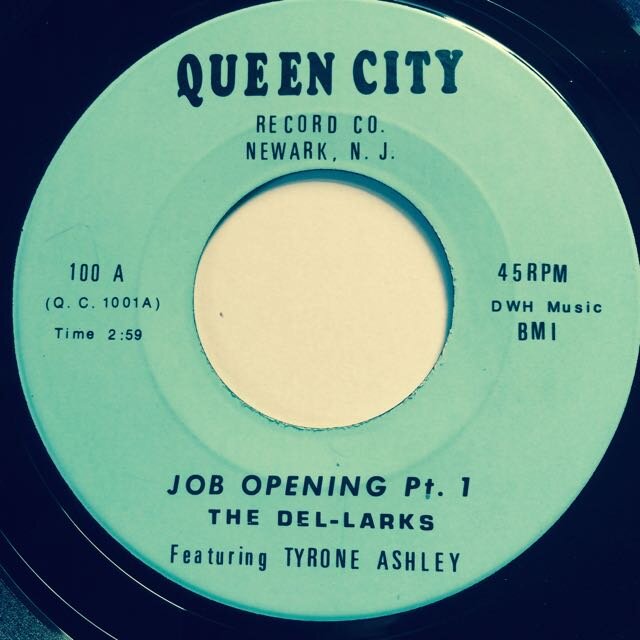 QUEEN CITY
RECORD CO.
NEWARK, N. J.
100 A
(Q. C. 1001A)
Time 2:59
45RPM
DWH Music
BMI
JOB OPENING Pt. 1
THE DEL-LARKS
Featuring TYRONE ASHLEY